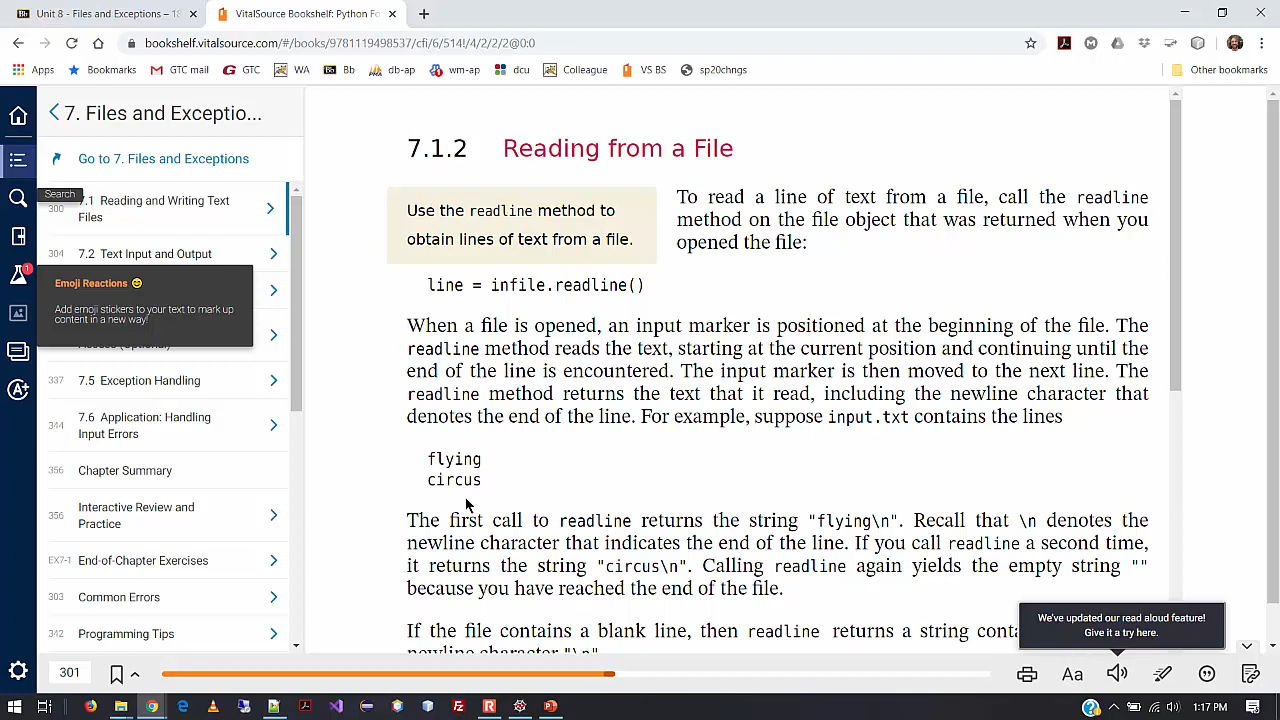 Unit 8 - Files and Exceptions – 18
VitalSource Bookshelf: Python Fo
bookshelf.vitalsource.com/#/books/9781119498537/cfi/6/514!/4/2/2/2@0:0
Apps Bookmarks GTC mail GTC WA Bb db-ap wm-ap dcu Colleague VS BS sp20chngs Other bookmarks
7. Files and Exceptio...
Go to 7. Files and Exceptions
Search
300 7.1 Reading and Writing Text
Files
304 7.2 Text Input and Output
Emoji Reactions 😊
Add emoji stickers to your text to mark up
content in a new way!
337 7.5 Exception Handling
344 7.6 Application: Handling
Input Errors
356 Chapter Summary
356 Interactive Review and
Practice
EX7-1 End-of-Chapter Exercises
303 Common Errors
342 Programming Tips
7.1.2 Reading from a File
Use the readline method to
obtain lines of text from a file.
To read a line of text from a file, call the readline
method on the file object that was returned when you
opened the file:
line = infile.readline()
When a file is opened, an input marker is positioned at the beginning of the file. The
readline method reads the text, starting at the current position and continuing until the
end of the line is encountered. The input marker is then moved to the next line. The
readline method returns the text that it read, including the newline character that
denotes the end of the line. For example, suppose input.txt contains the lines
flying
circus
The first call to readline returns the string "flying\n". Recall that \n denotes the
newline character that indicates the end of the line. If you call readline a second time,
it returns the string "circus\n". Calling readline again yields the empty string ""
because you have reached the end of the file.
If the file contains a blank line, then readline returns a string conta
newline character "\n"
We've updated our read aloud feature!
Give it a try here.
301
Aa
1:17 PM